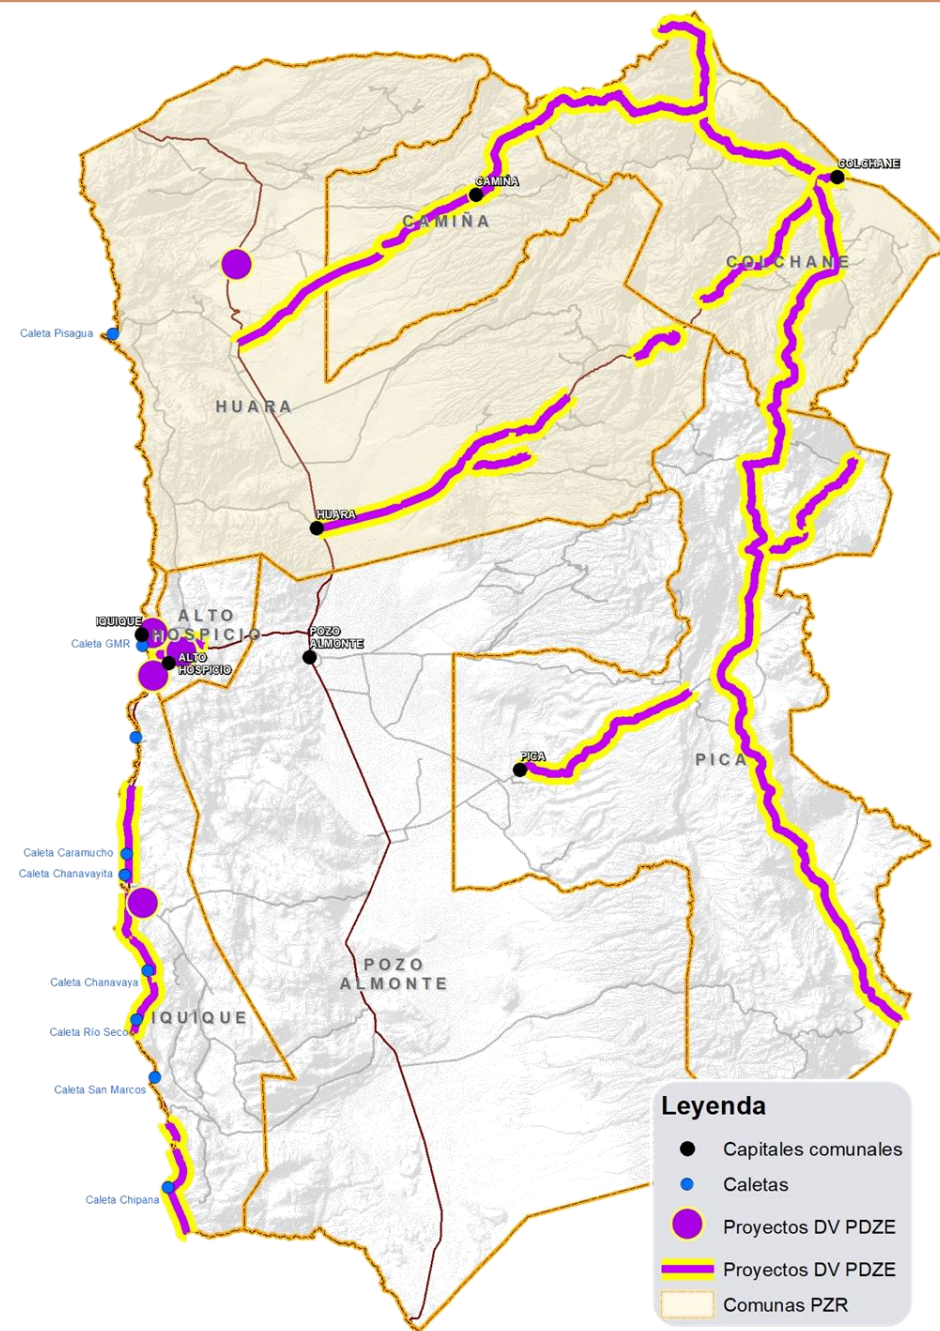 COLCHANE
CAMIÑA
CAMIÑA
COLCHANE
Caleta Pisagua
HUARA
HUARA
IQUIQUE
ALTO
HOSPICIO
Caleta GMR
POZO
ALMONTE
ALTO
HOSPICIO
PICA
PICA
Caleta Caramucho
Caleta Chanavayita
POZO
ALMONTE
Caleta Chanavaya
IQUIQUE
Caleta Río Seco
Caleta San Marcos
Caleta Chipana
Leyenda
Capitales comunales
Caletas
Proyectos DV PDZE
Proyectos DV PDZE
Comunas PZR